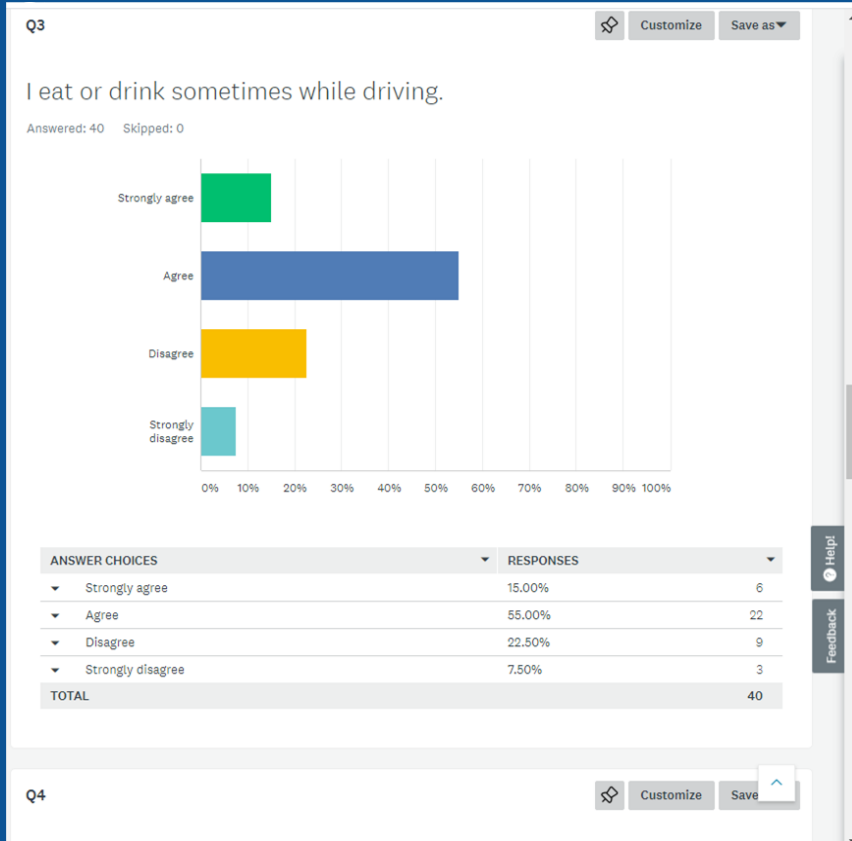 Q3 Customize Save as
I eat or drink sometimes while driving.
Answered: 40 Skipped: 0
Strongly agree
Agree
Disagree
Strongly
disagree
0% 10% 20% 30% 40% 50% 60% 70% 80% 90% 100%
ANSWER CHOICES RESPONSES
Strongly agree 15.00% 6
Agree 55.00% 22
Disagree 22.50% 9
Strongly disagree 7.50% 3
TOTAL 40
? Help!
Feedback
Q4 Customize Save